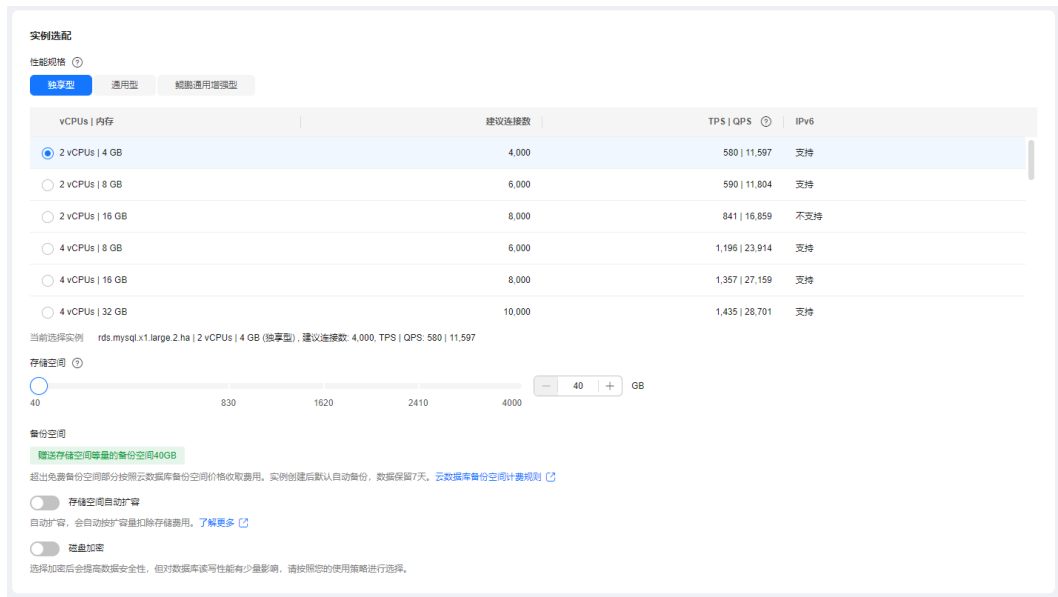 实例选配
性能规格
独享型 通用型 鲲鹏通用增强型
vCPUs | 内存 建议连接数 TPS | QPS IPv6
2 vCPUs | 4 GB 4,000 580 | 11,597 支持
2 vCPUs | 8 GB 6,000 590 | 11,804 支持
2 vCPUs | 16 GB 8,000 841 | 16,859 不支持
4 vCPUs | 8 GB 6,000 1,196 | 23,914 支持
4 vCPUs | 16 GB 8,000 1,357 | 27,159 支持
4 vCPUs | 32 GB 10,000 1,435 | 28,701 支持
当前选择实例 rds.mysql.x1.large.2.ha | 2 vCPUs | 4 GB (独享型) , 建议连接数: 4,000, TPS | QPS: 580 | 11,597
存储空间
40 GB
40 830 1620 2410 4000
备份空间
赠送存储空间等量的备份空间40GB
超出免费备份空间部分按照云数据库备份空间价格收取费用。实例创建后默认自动备份，数据保留7天。云数据库备份空间计费规则
存储空间自动扩容
自动扩容，会自动按扩容量扣除存储费用。了解更多
磁盘加密
选择加密后会提高数据安全性，但对数据库读写性能有少量影响，请按照您的使用策略进行选择。